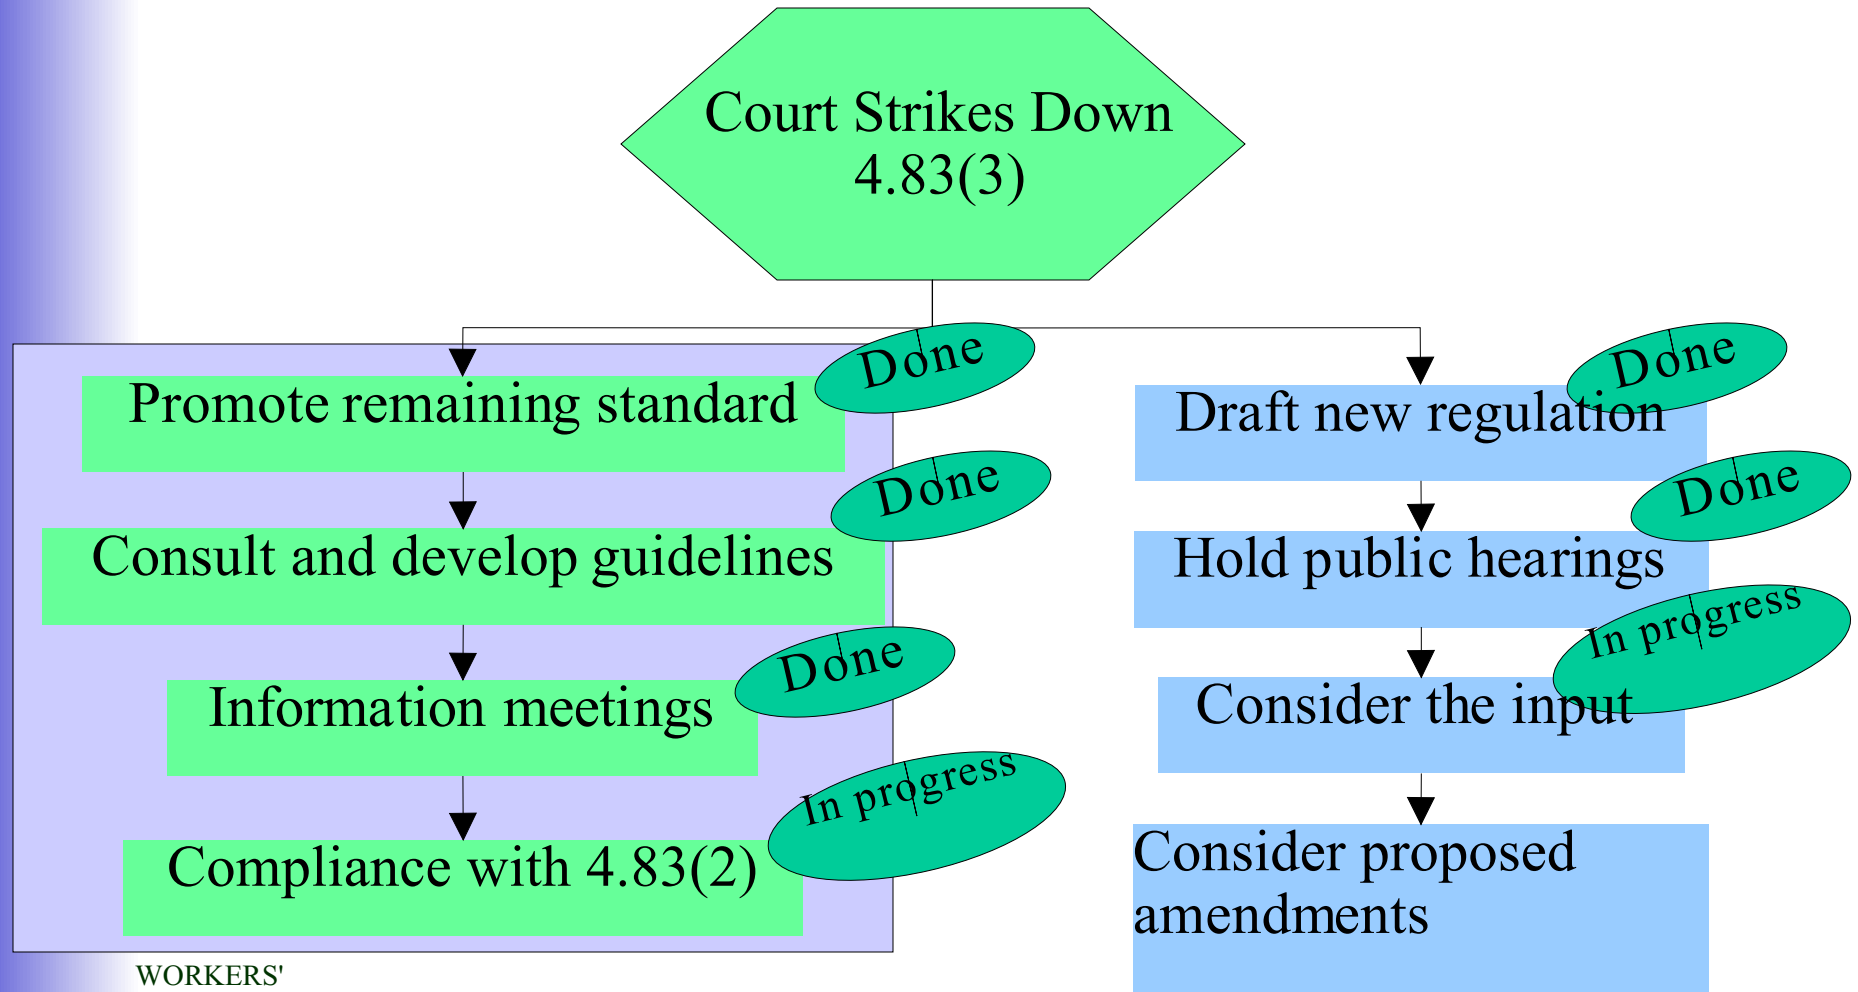 Court Strikes Down
4.83(3)
Done
Promote remaining standard
Done
Consult and develop guidelines
Done
Information meetings
In progress
Compliance with 4.83(2)
Done
Draft new regulation
Done
Hold public hearings
In progress
Consider the input
Consider proposed
amendments
WORKERS'